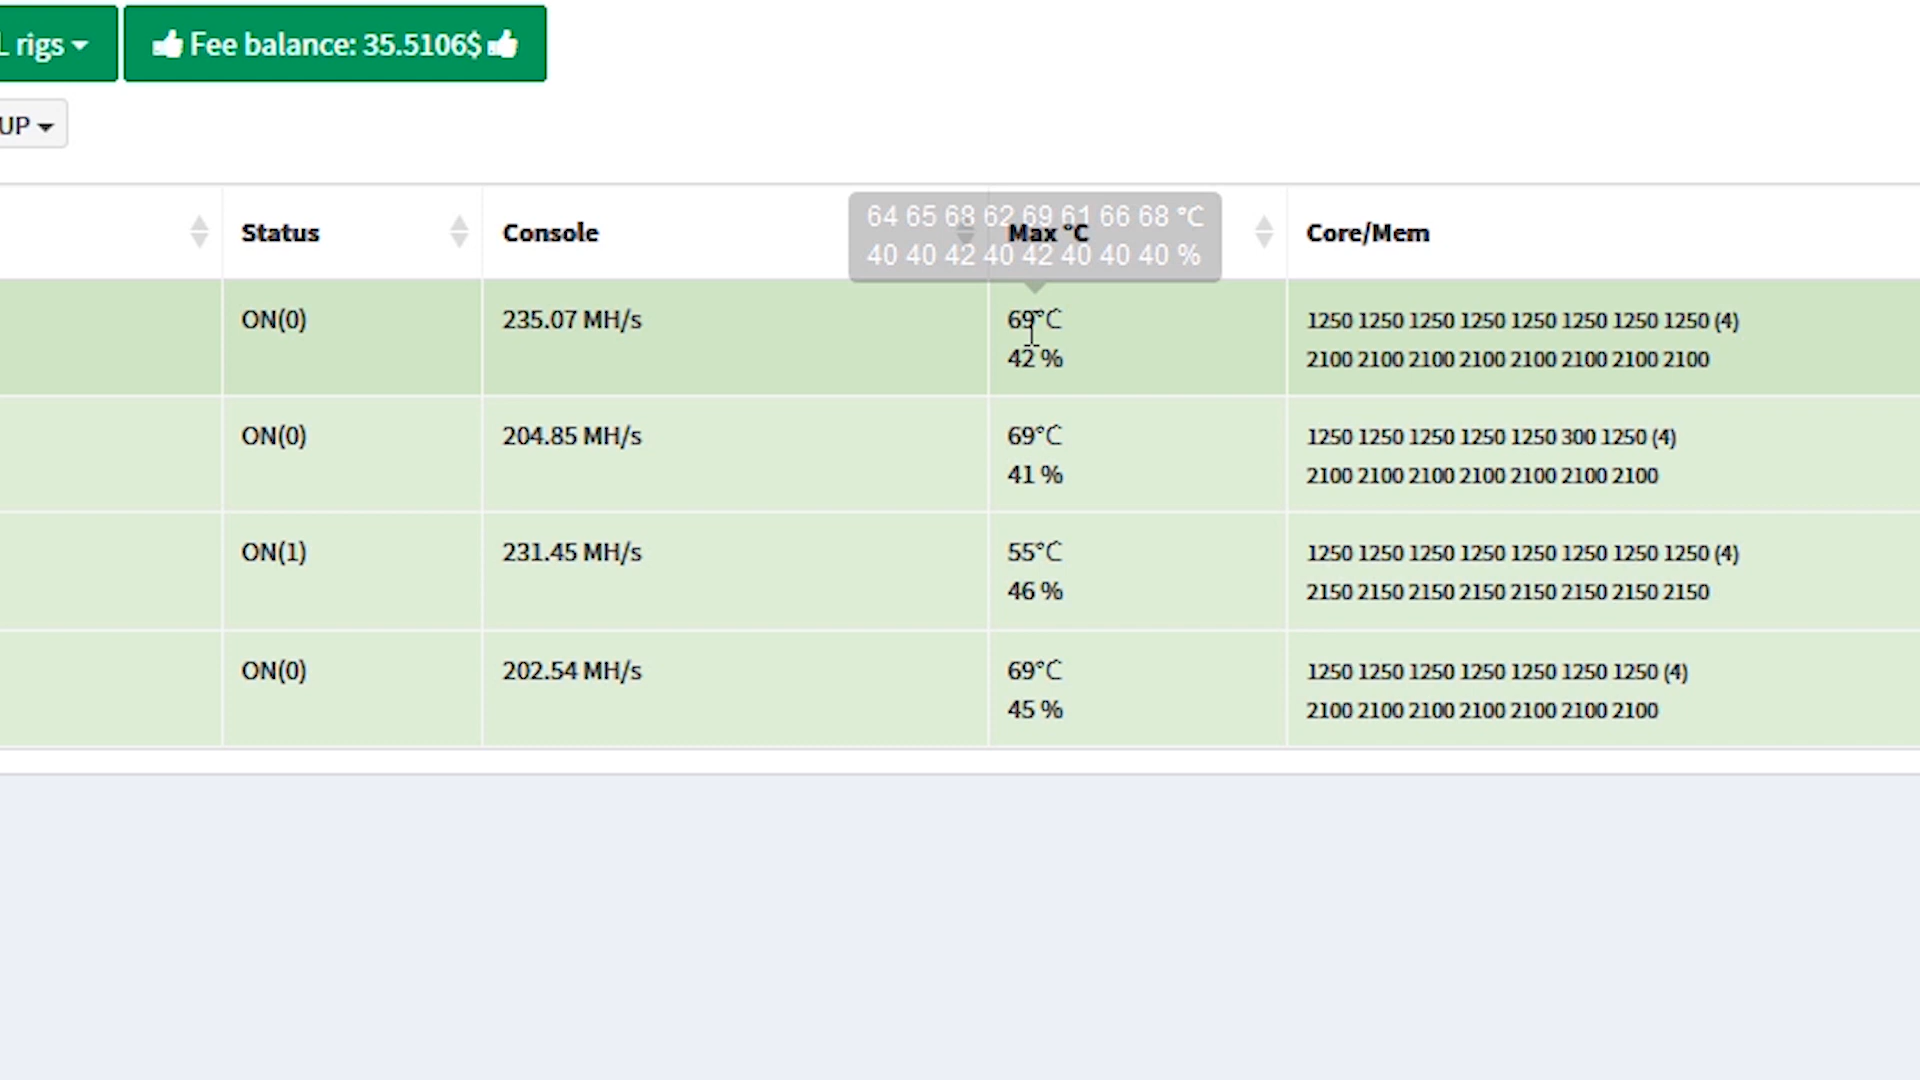 rigs
Fee balance: 35.5106$
UP
Status
Console
64 65 68 62 69 61 66 68 °C
Max °C
40 40 42 40 42 40 40 40 %
Core/Mem
ON(0)
235.07 MH/s
69°C
42 %
1250 1250 1250 1250 1250 1250 1250 1250 (4)
2100 2100 2100 2100 2100 2100 2100 2100
ON(0)
204.85 MH/s
69°C
41 %
1250 1250 1250 1250 1250 300 1250 (4)
2100 2100 2100 2100 2100 2100 2100
ON(1)
231.45 MH/s
55°C
46 %
1250 1250 1250 1250 1250 1250 1250 1250 (4)
2150 2150 2150 2150 2150 2150 2150 2150
ON(0)
202.54 MH/s
69°C
45 %
1250 1250 1250 1250 1250 1250 1250 (4)
2100 2100 2100 2100 2100 2100 2100